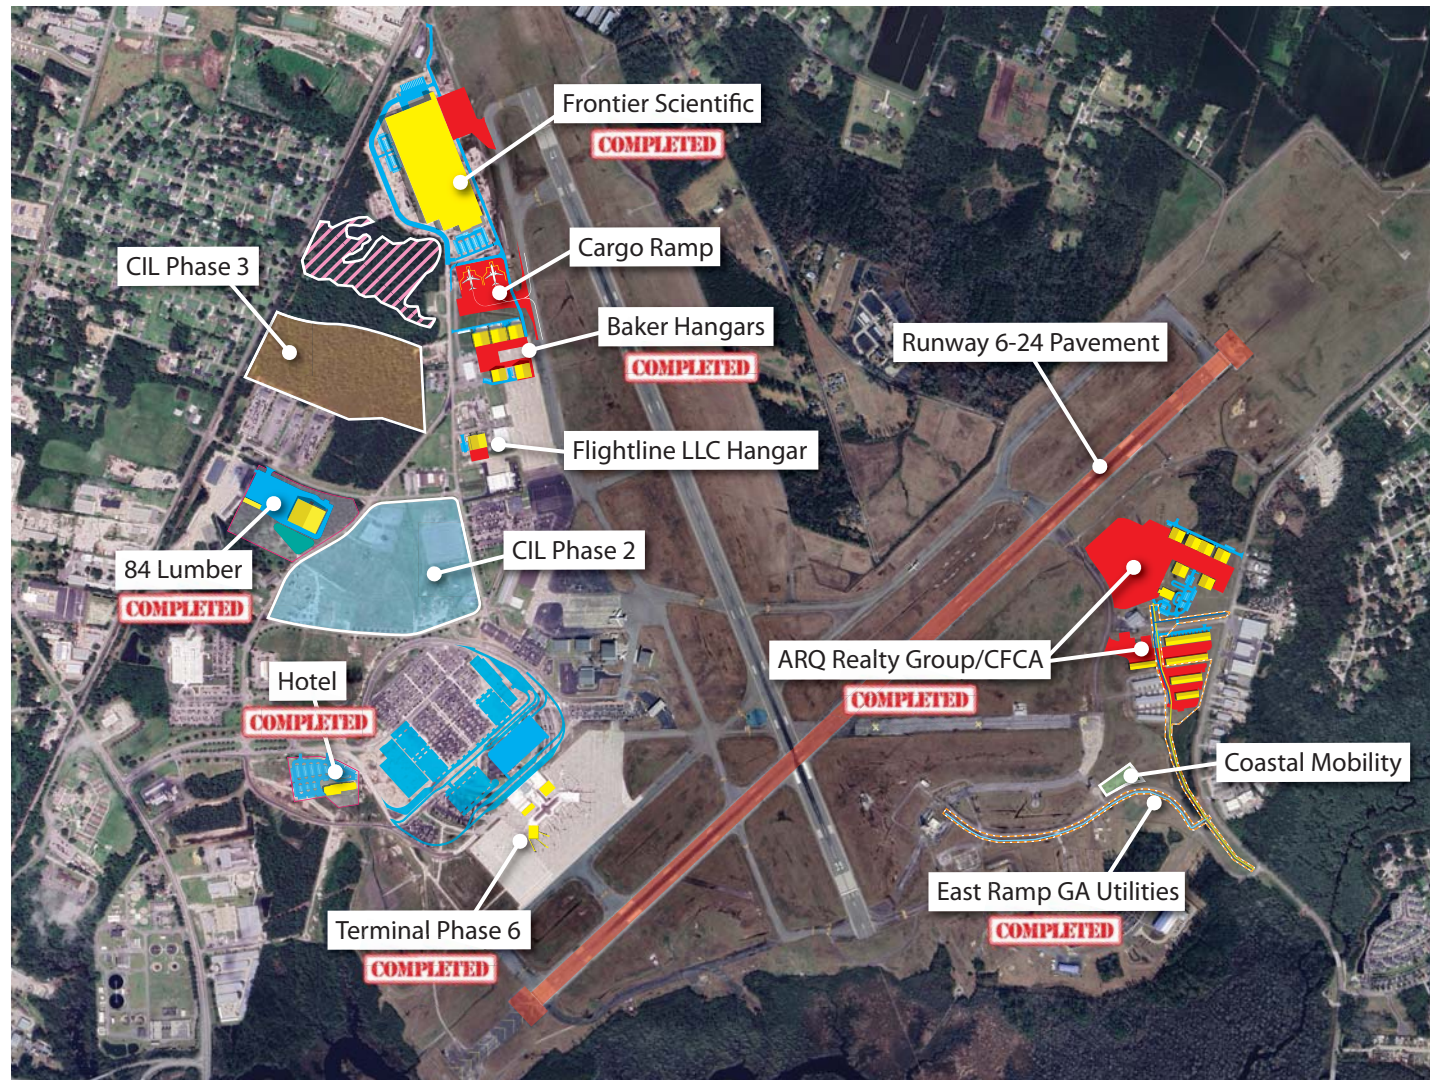 Frontier Scientific
COMPLETED
Cargo Ramp
CIL Phase 3
Baker Hangars
COMPLETED
Runway 6-24 Pavement
Flightline LLC Hangar
CIL Phase 2
84 Lumber
COMPLETED
ARQ Realty Group/CFCA
COMPLETED
Hotel
COMPLETED
Coastal Mobility
East Ramp GA Utilities
COMPLETED
Terminal Phase 6
COMPLETED